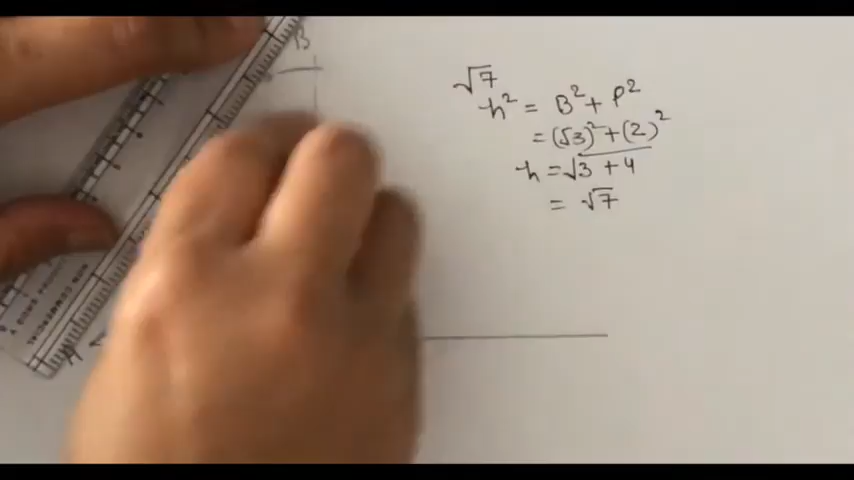 B
√7
h² = B² + P²
= (√3)² + (2)²
h = √3 + 4
= √7
A